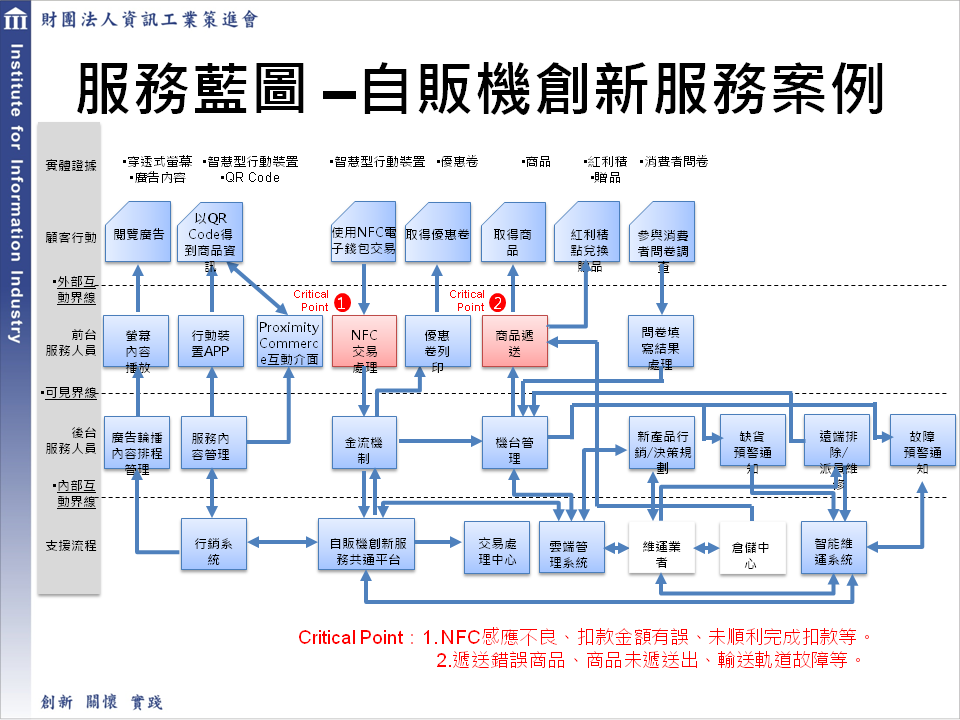 財團法人資訊工業策進會
Institute for Information Industry
服務藍圖 –自販機創新服務案例
實體證據
•穿透式螢幕
•廣告內容
•智慧型行動裝置
•QR Code
•智慧型行動裝置
•優惠卷
•商品
•紅利積
•贈品
•消費者問卷
顧客行動
閱覽廣告
以QR
Code得
到商品資
訊
使用NFC電
子錢包交易
取得優惠卷
取得商
品
紅利積
點兌換
贈品
參與消費
者問卷調
查
•外部互
動界線
Critical
Point
1
Critical
Point
2
前台
服務人員
螢幕
內容
播放
行動裝
置APP
Proximity
Commerc
e互動介面
NFC
交易
處理
優惠
卷列
印
商品遞
送
問卷填
寫結果
處理
•可見界線
後台
服務人員
廣告輪播
內容排程
管理
服務內
容管理
金流機
制
機台管
理
新產品行
銷/決策規
劃
缺貨
預警通
知
遠端排
除/
派員維
修
故障
預警通
知
•內部互
動界線
支援流程
行銷系
統
自販機創新服
務共通平台
交易處
理中心
雲端管
理系統
維運業
者
倉儲中
心
智能維
運系統
Critical Point：1.NFC感應不良、扣款金額有誤、未順利完成扣款等。
2.遞送錯誤商品、商品未遞送出、輸送軌道故障等。
創新 關懷 實踐